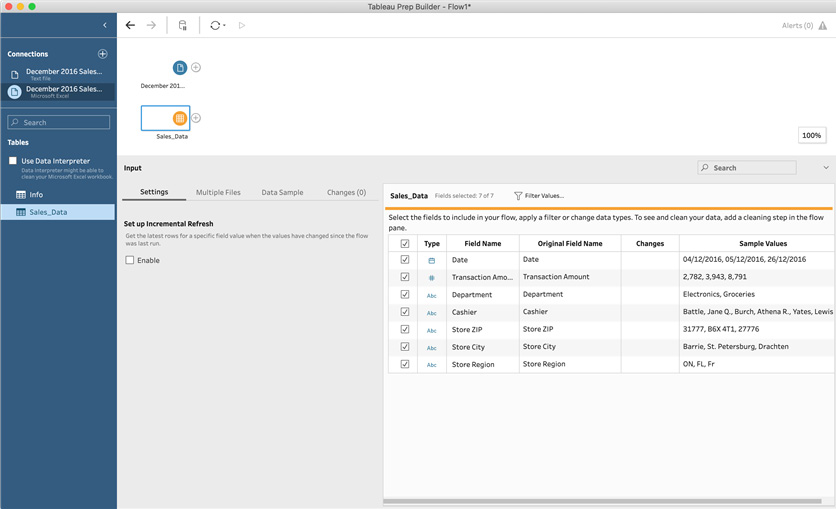 Tableau Prep Builder - Flow1*
Alerts (0)
Connections
December 2016 Sales...
Text file
December 2016 Sales...
Microsoft Excel
Search
Tables
Use Data Interpreter
Data Interpreter might be able to
clean your Microsoft Excel workbook.
Info
Sales_Data
December 201...
Sales_Data
100%
Input
Search
Settings
Multiple Files
Data Sample
Changes (0)
Set up Incremental Refresh
Get the latest rows for a specific field value when the values have changed since the flow
was last run.
Enable
Sales_Data Fields selected: 7 of 7 Filter Values...
Select the fields to include in your flow, apply a filter or change data types. To see and clean your data, add a cleaning step in the flow
pane.
Type Field Name Original Field Name Changes Sample Values
Date Date 04/12/2016, 05/12/2016, 26/12/2016
# Transaction Amo... Transaction Amount 2,782, 3,943, 8,791
Abc Department Department Electronics, Groceries
Abc Cashier Cashier Battle, Jane Q., Burch, Athena R., Yates, Lewis
Abc Store ZIP Store ZIP 31777, B6X 4T1, 27776
Abc Store City Store City Barrie, St. Petersburg, Drachten
Abc Store Region Store Region ON, FL, Fr